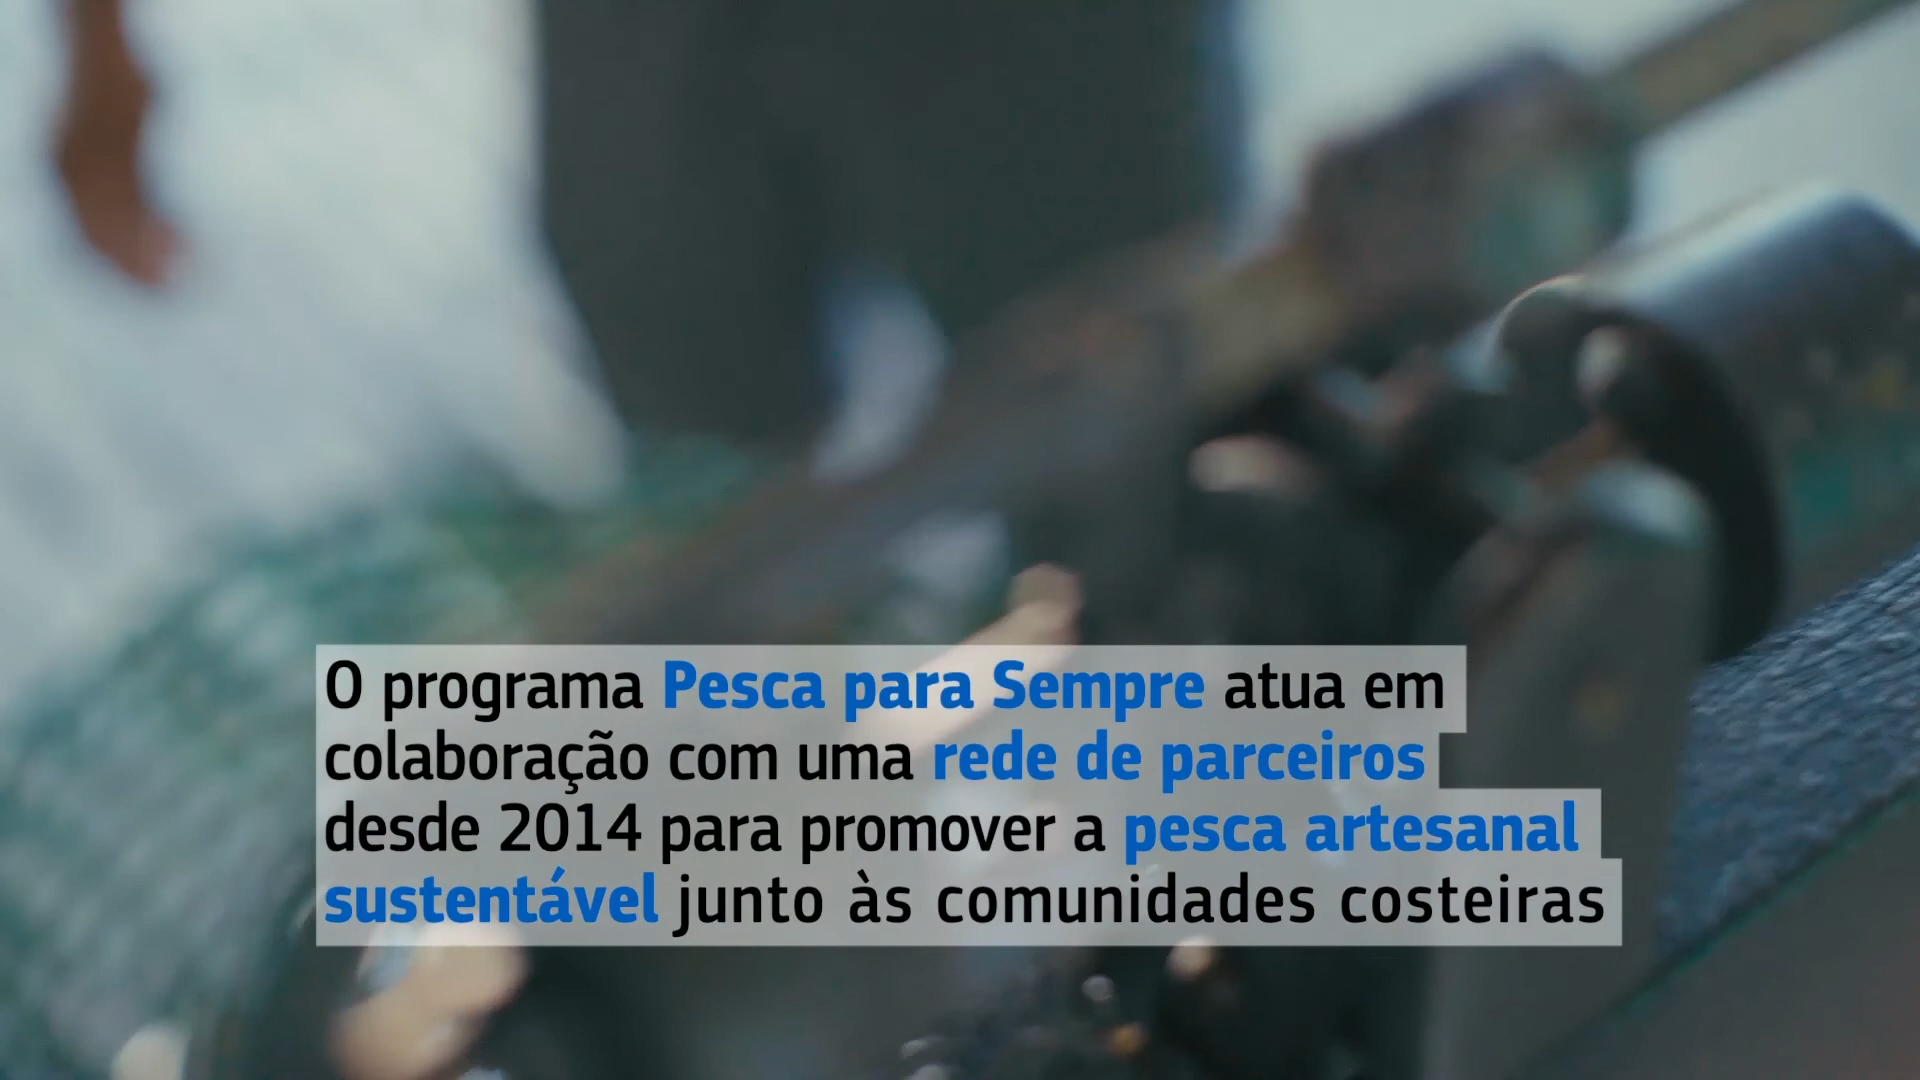 O programa Pesca para Sempre atua em
colaboração com uma rede de parceiros
desde 2014 para promover a pesca artesanal
sustentável junto às comunidades costeiras